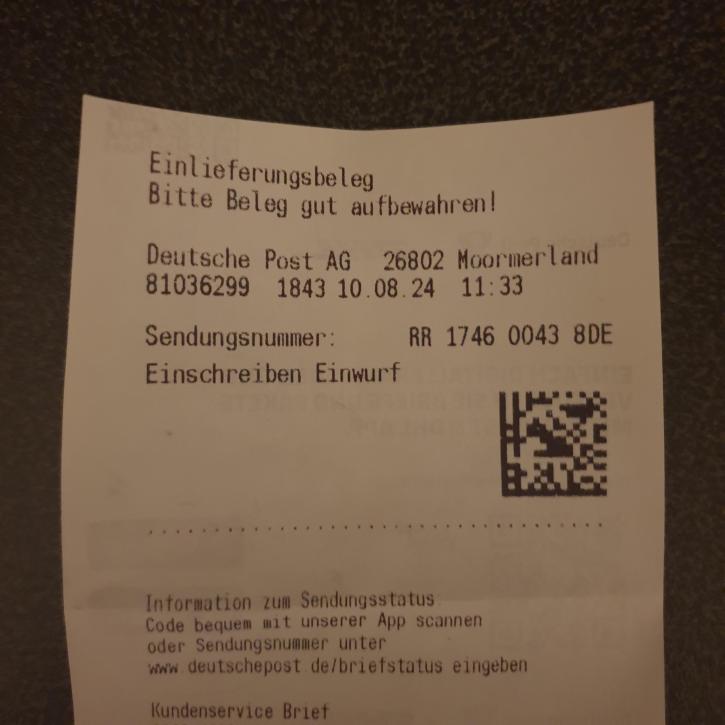 Einlieferungsbeleg
Bitte Beleg gut aufbewahren!
Deutsche Post AG 26802 Moormerland
81036299 1843 10.08.24 11:33
Sendungsnummer: RR 1746 0043 8DE
Einschreiben Einwurf
Information zum Sendungsstatus
Code bequem mit unserer App scannen
oder Sendungsnummer unter
www.deutschepost.de/briefstatus eingeben
Kundenservice Brief